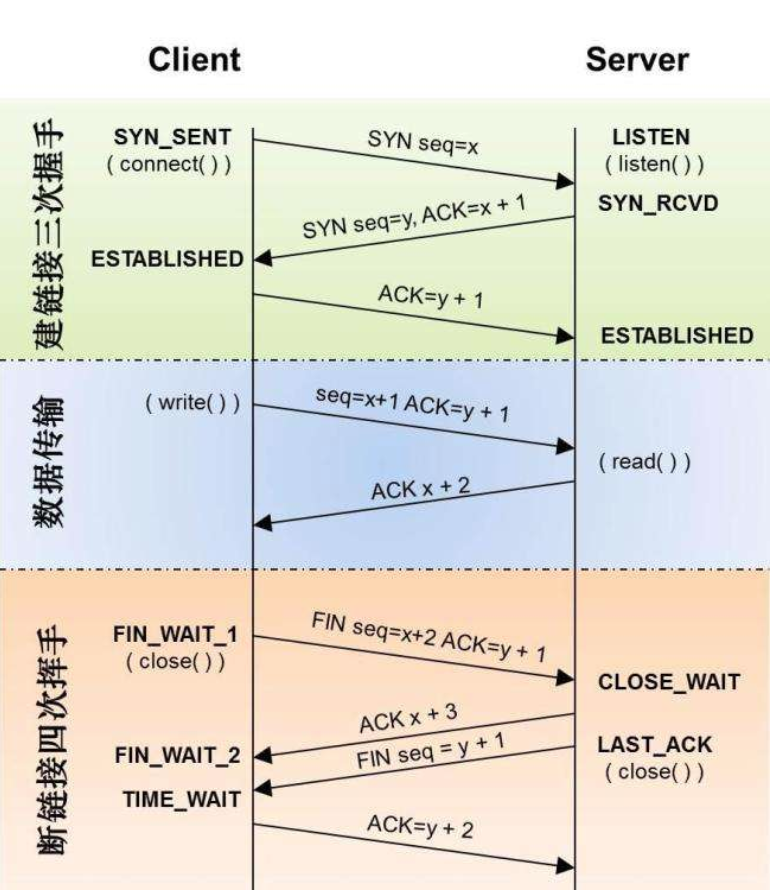 Client
Server
建链接三次握手
SYN_SENT
( connect( ) )
SYN seq=x
LISTEN
( listen( ) )
SYN_RCVD
SYN seq=y, ACK=x + 1
ESTABLISHED
ACK=y + 1
ESTABLISHED
数据传输
( write( ) )
seq=x+1 ACK=y + 1
( read( ) )
ACK x + 2
断链接四次挥手
FIN_WAIT_1
( close( ) )
FIN seq=x+2 ACK=y + 1
CLOSE_WAIT
ACK x + 3
FIN_WAIT_2
FIN seq = y + 1
LAST_ACK
( close( ) )
TIME_WAIT
ACK=y + 2